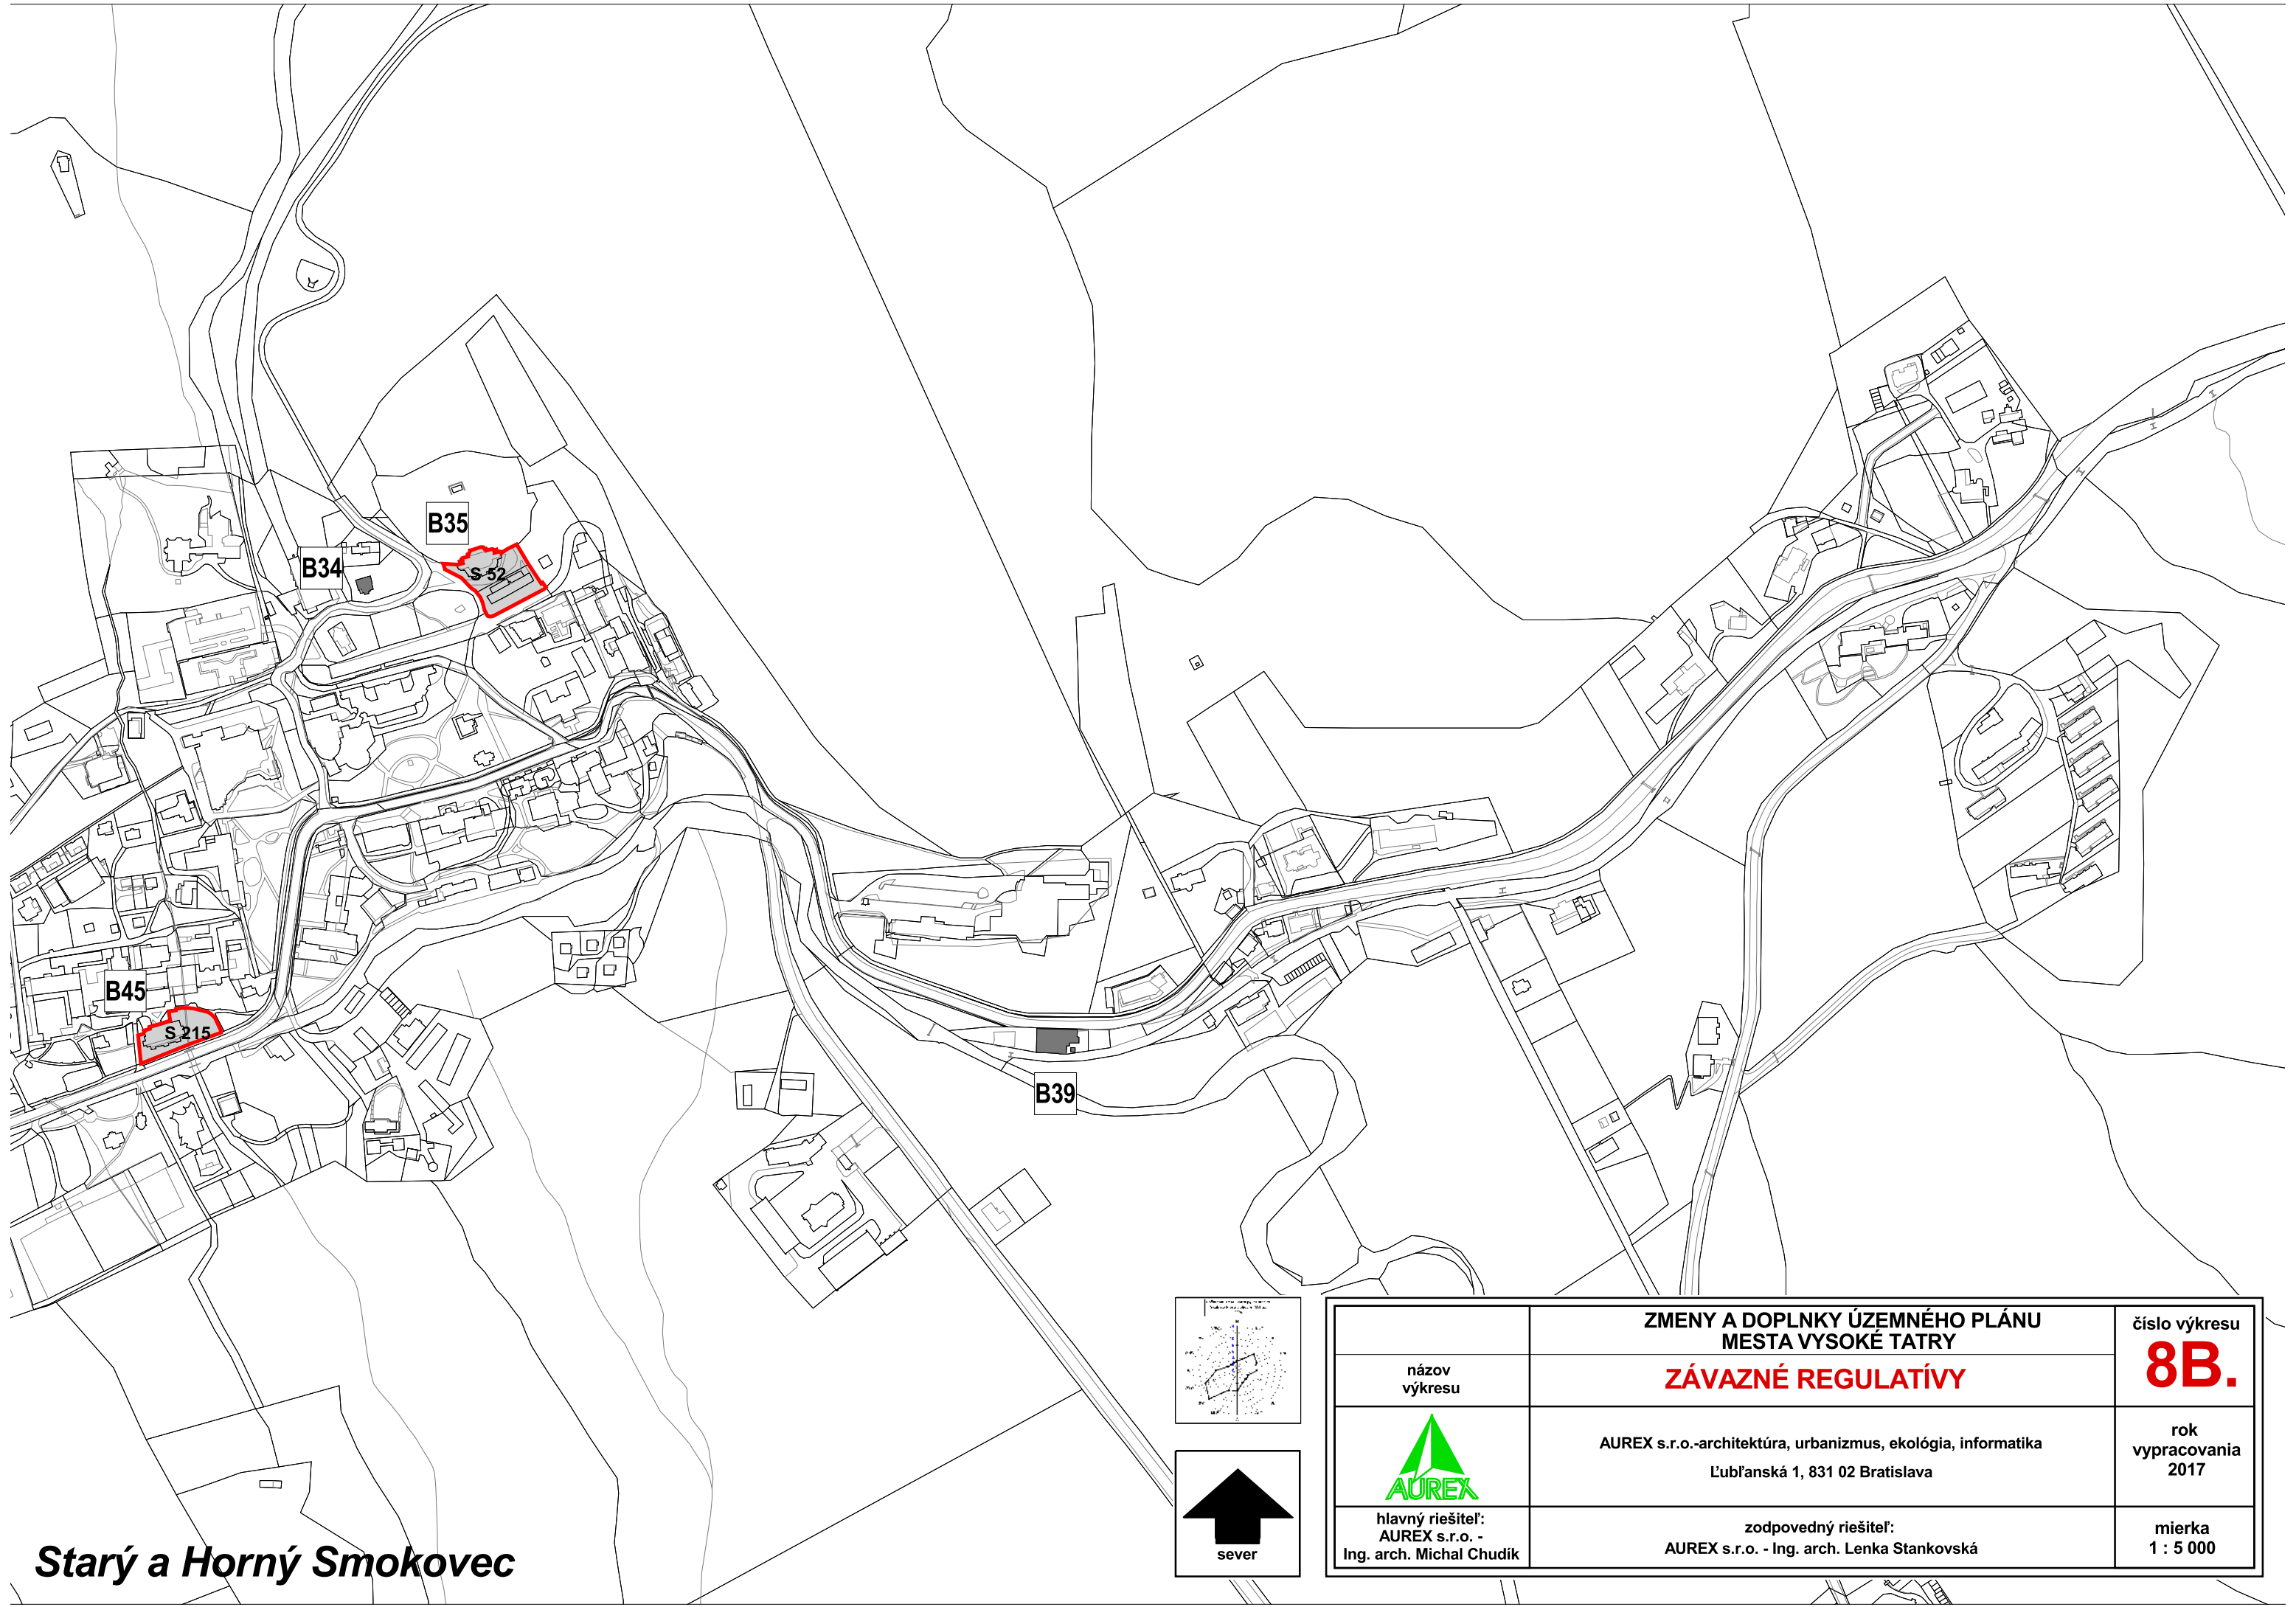 B35
B34
S 52
B45
S 215
B39
Starý a Horný Smokovec
sever
ZMENY A DOPLNKY ÚZEMNÉHO PLÁNU
MESTA VYSOKÉ TATRY
číslo výkresu
8B.
názov
výkresu
ZÁVAZNÉ REGULATÍVY
AUREX
AUREX s.r.o.-architektúra, urbanizmus, ekológia, informatika
Ľubľanská 1, 831 02 Bratislava
rok
vypracovania
2017
hlavný riešiteľ:
AUREX s.r.o. -
Ing. arch. Michal Chudík
zodpovedný riešiteľ:
AUREX s.r.o. - Ing. arch. Lenka Stankovská
mierka
1 : 5 000